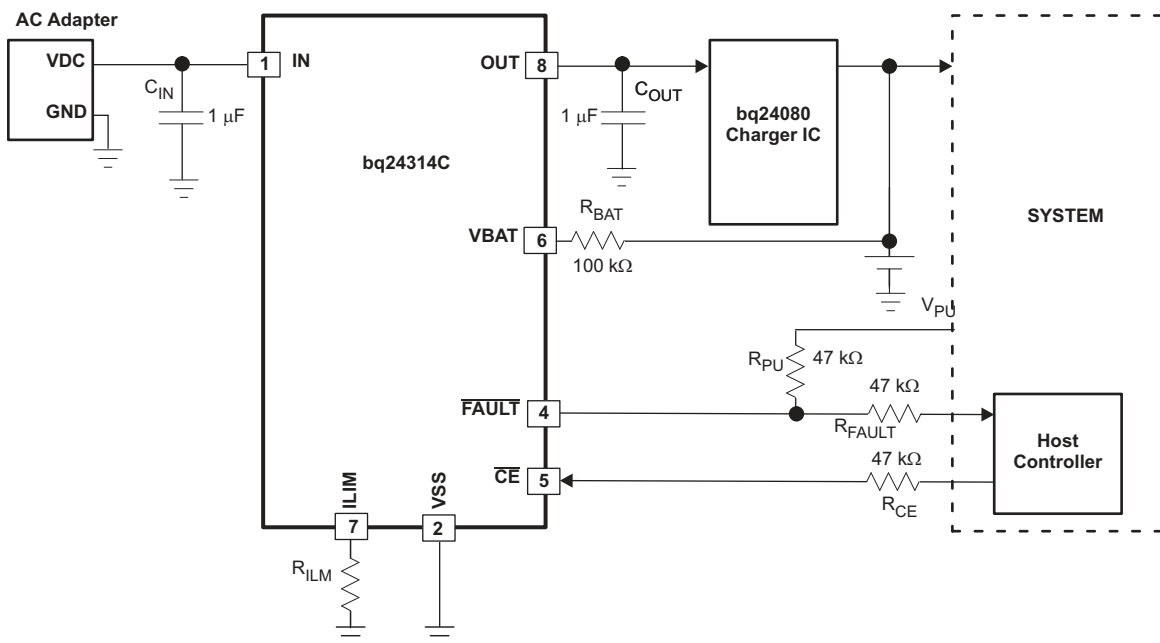 AC Adapter
VDC
GND
C_IN
1 μF
1
IN
bq24314C
OUT
8
C_OUT
1 μF
bq24080
Charger IC
VBAT
6
R_BAT
100 kΩ
SYSTEM
V_PU
R_PU
47 kΩ
FAULT
4
47 kΩ
R_FAULT
Host
Controller
CE
5
47 kΩ
R_CE
ILIM
7
VSS
2
R_ILM